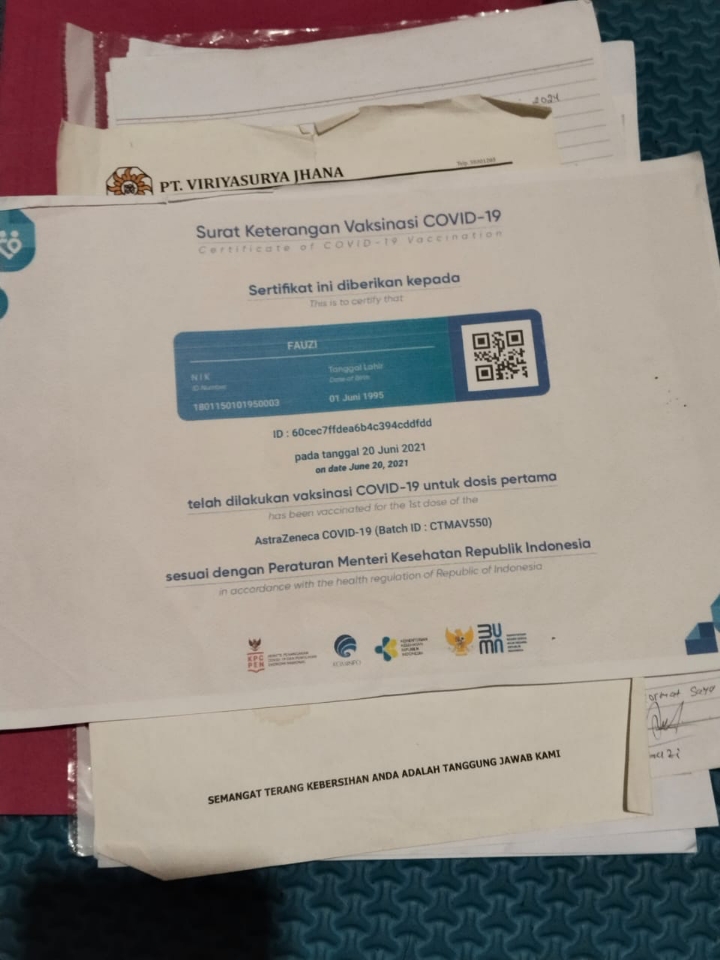 2024
PT. VIRIYASURYA JHANA
Surat Keterangan Vaksinasi COVID-19
Certificate of COVID-19 Vaccination
Sertifikat ini diberikan kepada
This is to certify that
FAUZI
NIK
ID Number
1801150101950003
Tanggal Lahir
Date of Birth
01 Juni 1995
ID : 60cec7ffdea6b4c394cddfdd
pada tanggal 20 Juni 2021
on date June 20, 2021
telah dilakukan vaksinasi COVID-19 untuk dosis pertama
has been vaccinated for the 1st dose of the
AstraZeneca COVID-19 (Batch ID : CTMAV550)
sesuai dengan Peraturan Menteri Kesehatan Republik Indonesia
in accordance with the health regulation of Republic of Indonesia
KPC
PEN
KOMINFO
KEMENTERIAN
KESEHATAN
REPUBLIK
INDONESIA
BUMN
SEMANGAT TERANG KEBERSIHAN ANDA ADALAH TANGGUNG JAWAB KAMI